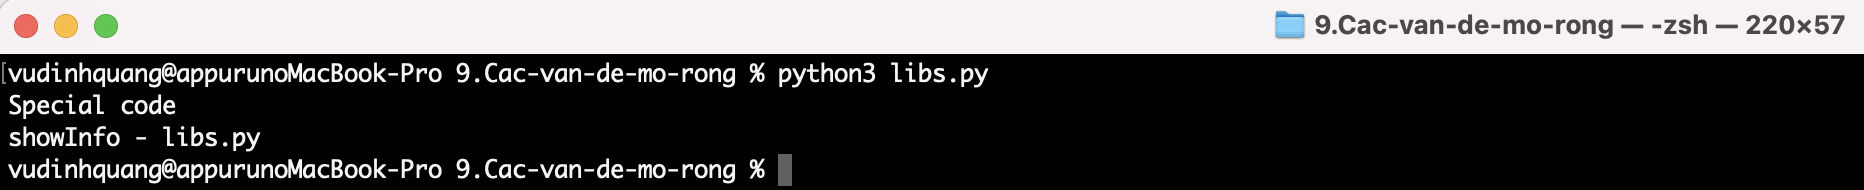 9.Cac-van-de-mo-rong — -zsh — 220×57
vudinhquang@appurunoMacBook-Pro 9.Cac-van-de-mo-rong % python3 libs.py
Special code
showInfo - libs.py
vudinhquang@appurunoMacBook-Pro 9.Cac-van-de-mo-rong %